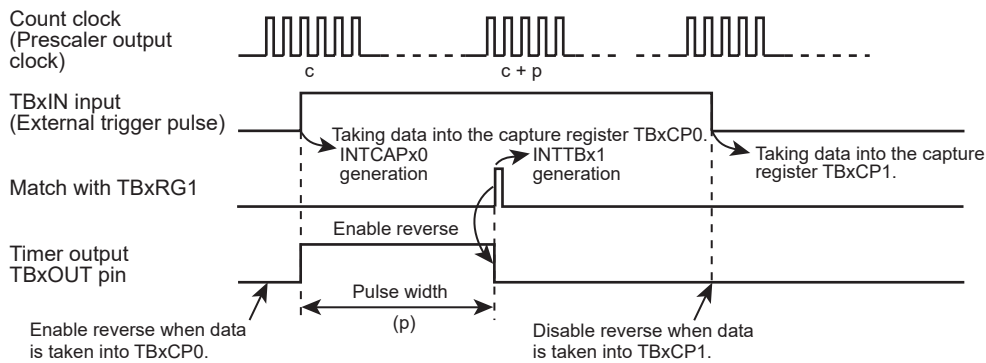 Count clock
(Prescaler output
clock)
c
c + p
TBxIN input
(External trigger pulse)
Taking data into the capture register TBxCP0.
INTCAPx0
generation
INTTBx1
generation
Taking data into the capture
register TBxCP1.
Match with TBxRG1
Enable reverse
Timer output
TBxOUT pin
Pulse width
(p)
Enable reverse when data
is taken into TBxCP0.
Disable reverse when data
is taken into TBxCP1.